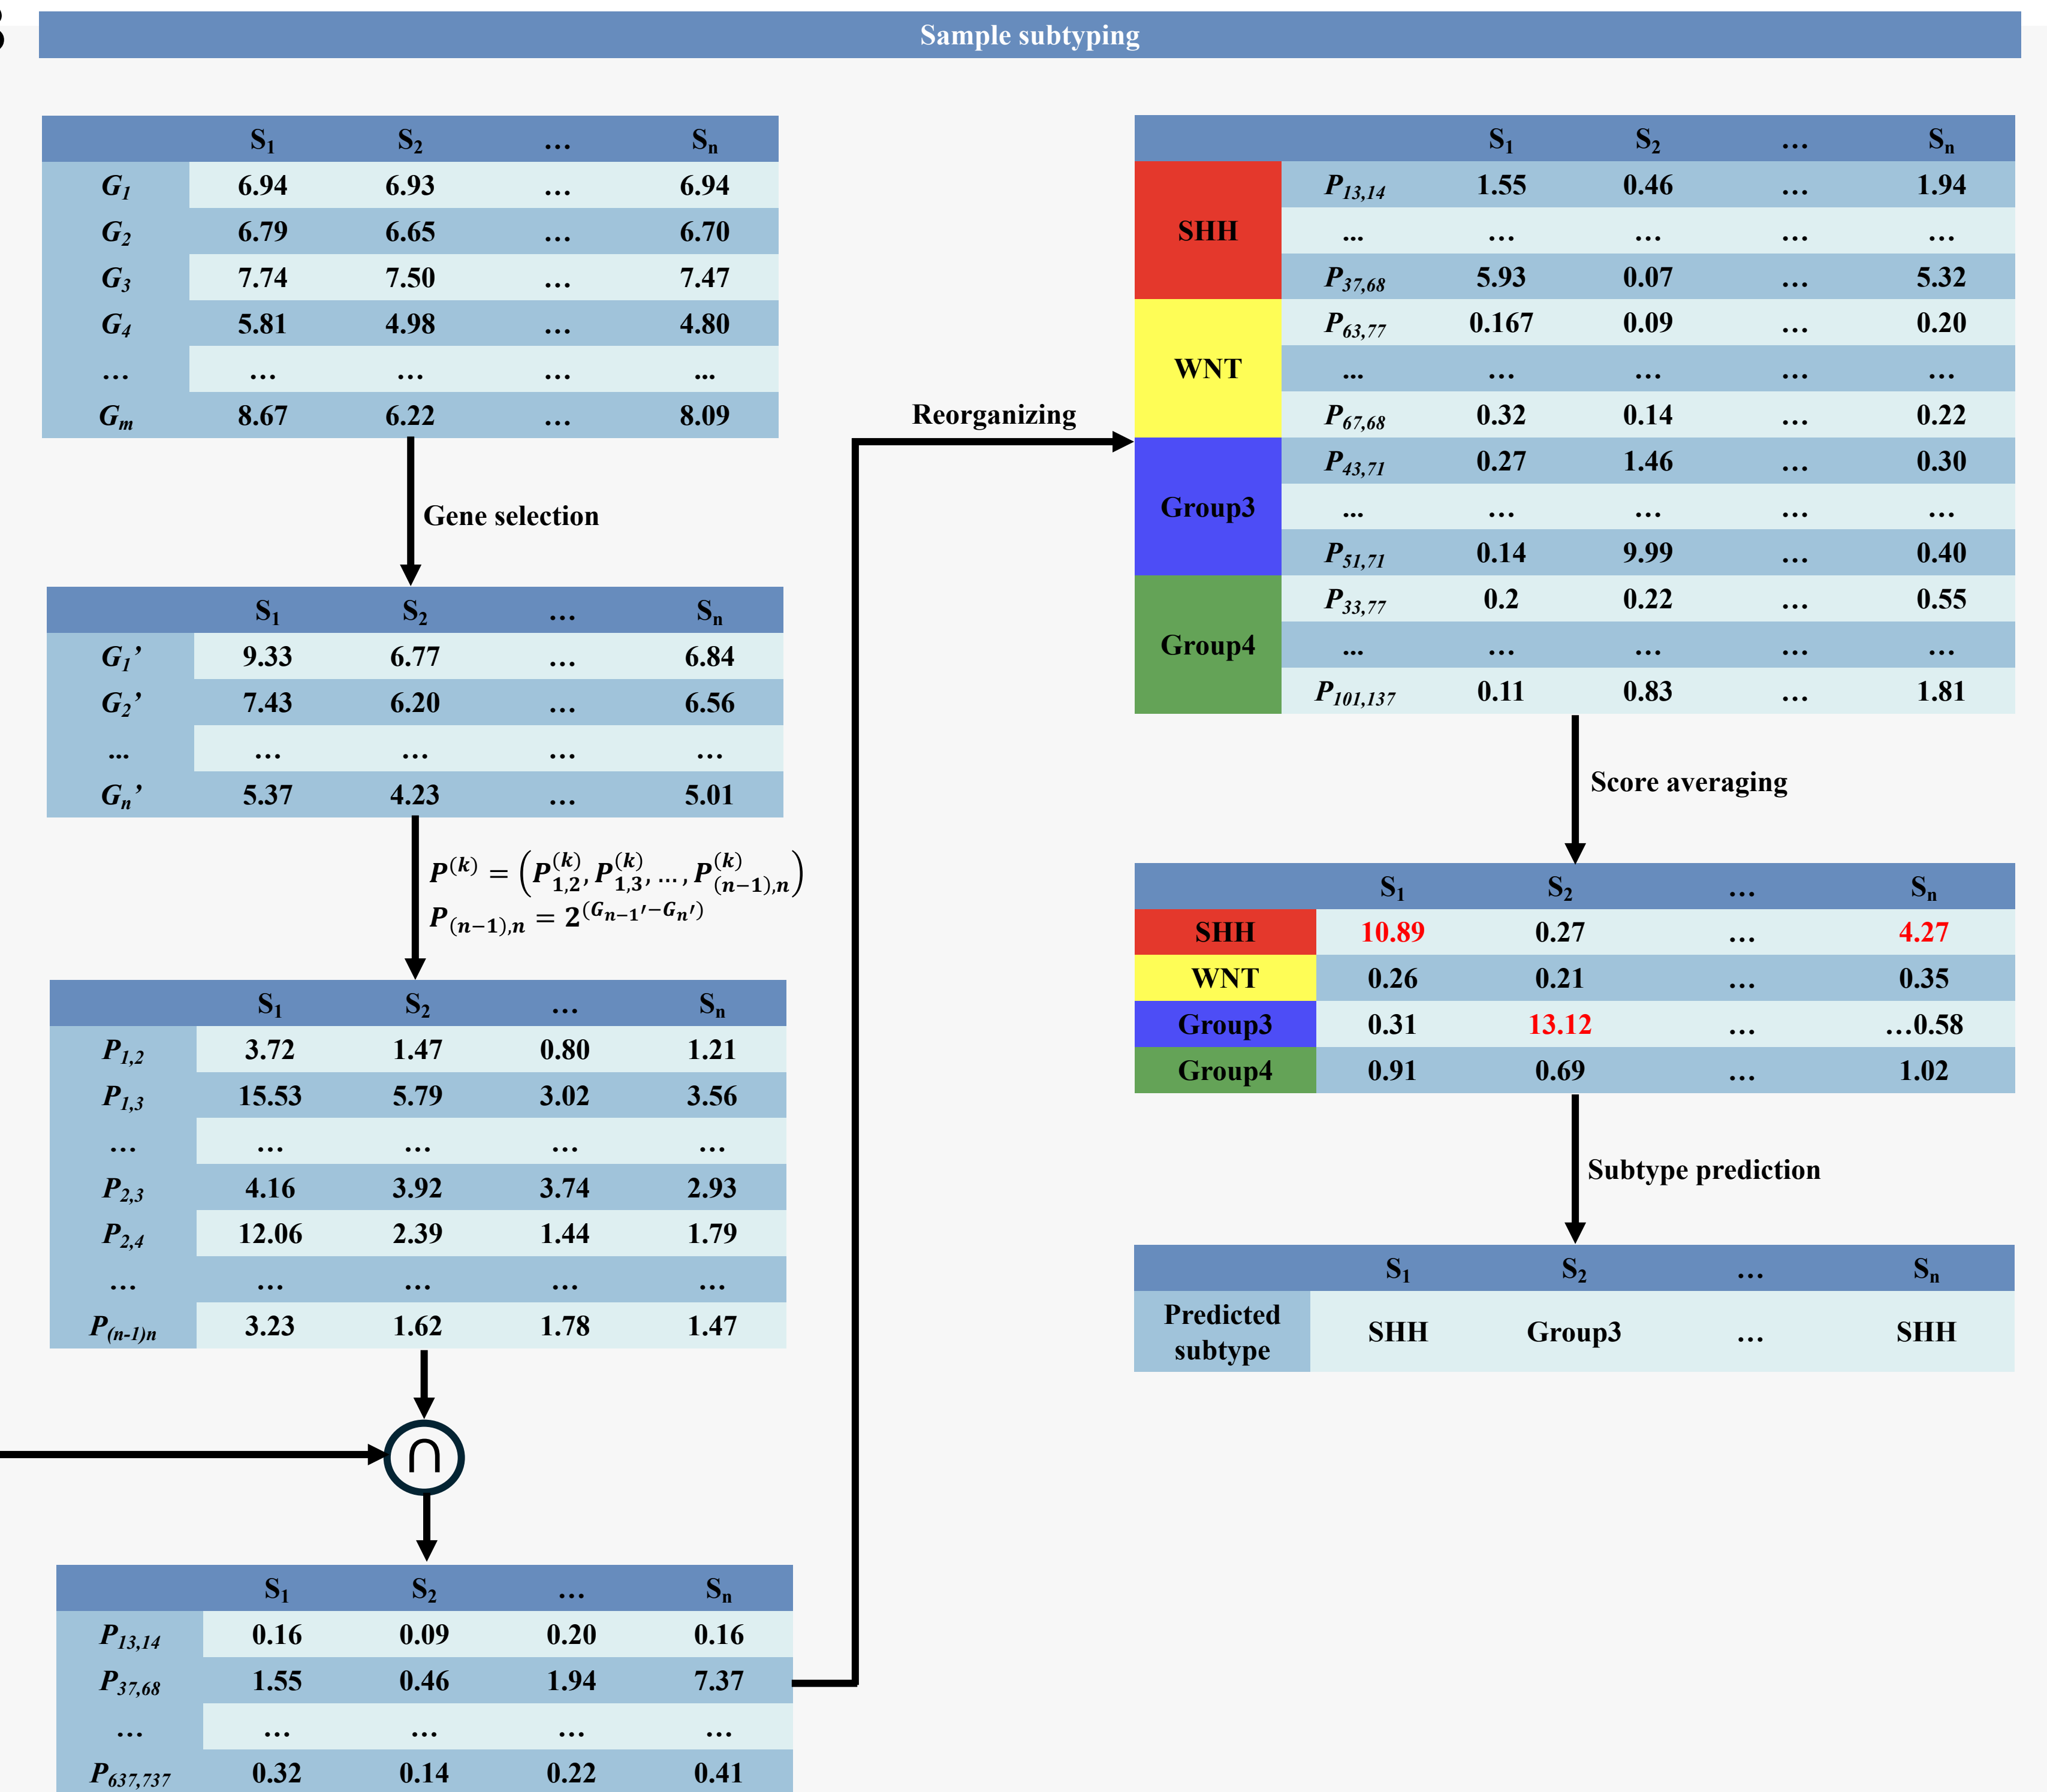 Sample subtyping
S1 S2 … Sn
G1 6.94 6.93 … 6.94
G2 6.79 6.65 … 6.70
G3 7.74 7.50 … 7.47
G4 5.81 4.98 … 4.80
… … … … ...
Gm 8.67 6.22 … 8.09
Gene selection
S1 S2 … Sn
G1’ 9.33 6.77 … 6.84
G2’ 7.43 6.20 … 6.56
... … … … …
Gn’ 5.37 4.23 … 5.01
P(k) = (P1,2(k), P1,3(k), …, P(n−1),n(k))
P(n−1),n = 2(Gn−1′−Gn′)
S1 S2 … Sn
P1,2 3.72 1.47 0.80 1.21
P1,3 15.53 5.79 3.02 3.56
… … … … …
P2,3 4.16 3.92 3.74 2.93
P2,4 12.06 2.39 1.44 1.79
… … … … …
P(n-1)n 3.23 1.62 1.78 1.47
∩
S1 S2 … Sn
P13,14 0.16 0.09 0.20 0.16
P37,68 1.55 0.46 1.94 7.37
… … … … …
P637,737 0.32 0.14 0.22 0.41
Reorganizing
S1 S2 … Sn
SHH
P13,14 1.55 0.46 … 1.94
... … … … …
P37,68 5.93 0.07 … 5.32
WNT
P63,77 0.167 0.09 … 0.20
... … … … …
P67,68 0.32 0.14 … 0.22
Group3
P43,71 0.27 1.46 … 0.30
... … … … …
P51,71 0.14 9.99 … 0.40
Group4
P33,77 0.2 0.22 … 0.55
... … … … …
P101,137 0.11 0.83 … 1.81
Score averaging
S1 S2 … Sn
SHH 10.89 0.27 … 4.27
WNT 0.26 0.21 … 0.35
Group3 0.31 13.12 … …0.58
Group4 0.91 0.69 … 1.02
Subtype prediction
S1 S2 … Sn
Predicted
subtype
SHH Group3 … SHH